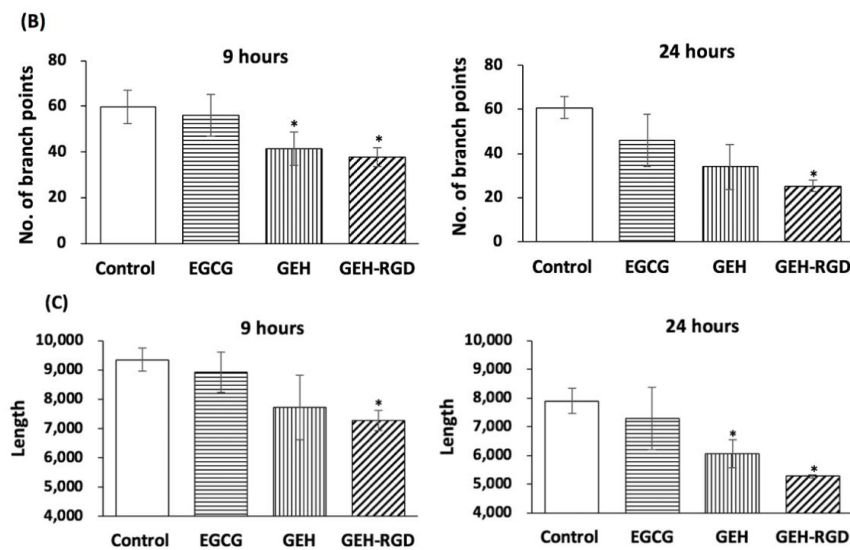 (B)
9 hours
No. of branch points
80
60
40
20
0
*
*
Control EGCG GEH GEH-RGD
24 hours
No. of branch points
80
60
40
20
0
*
Control EGCG GEH GEH-RGD
(C)
9 hours
Length
10,000
9,000
8,000
7,000
6,000
5,000
4,000
*
Control EGCG GEH GEH-RGD
24 hours
Length
10,000
9,000
8,000
7,000
6,000
5,000
4,000
*
*
Control EGCG GEH GEH-RGD